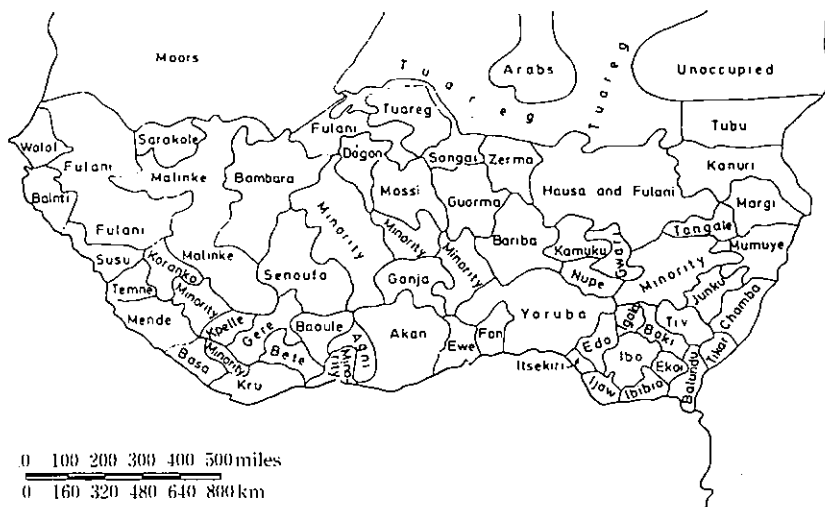 Moors
Tuareg
Arabs
Tuareg
Unoccupied
Tuareg
Tubu
Fulani
Wolof
Sarakole
Dogon
Songai
Zerma
Kanuri
Fulani
Malinke
Bambara
Mossi
Hausa and Fulani
Balnti
Guorma
Margi
Minority
Tangale
Fulani
Minority
Bariba
Kamuku
Gwari
Mumuye
Susu
Koranko
Malinke
Senoufo
Minority
Nupe
Minority
Temne
Minority
Ganja
Junku
Chamba
Mende
Kpelle
Gere
Baoule
Agni
Akan
Yoruba
Igala
Tiv
Boki
Minority
Bete
Minority
Ewe
Fon
Edo
Ibo
Ekoi
Tikar
Basa
Kru
Itsekiri
Ijaw
Ibibio
Balundu
0 100 200 300 400 500 miles
0 160 320 480 640 800 km